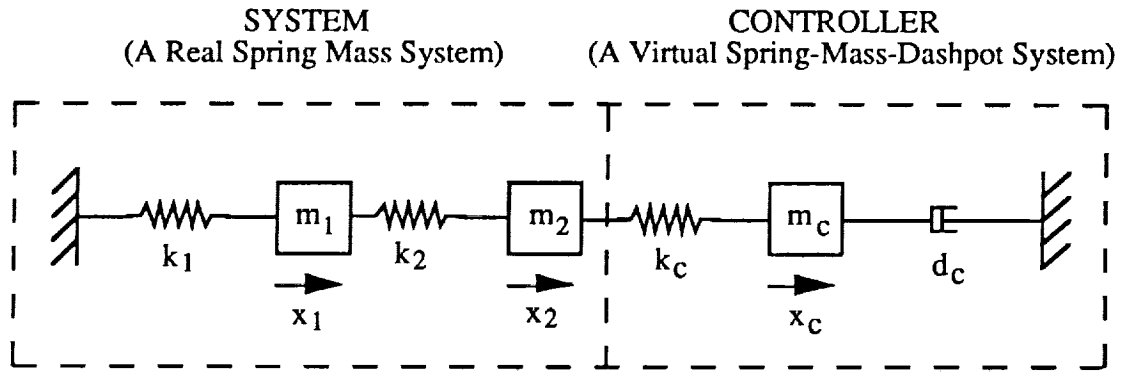 SYSTEM
(A Real Spring Mass System)
CONTROLLER
(A Virtual Spring-Mass-Dashpot System)
m1
m2
mc
k1
k2
kc
dc
x1
x2
xc